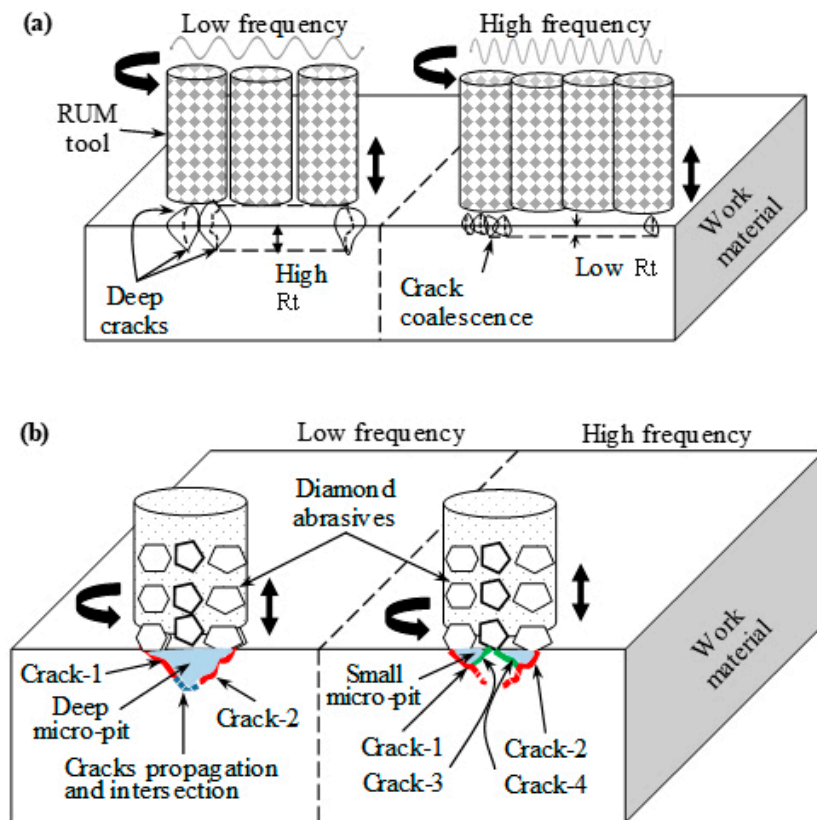 (a)
Low frequency
High frequency
RUM
tool
Work
material
Deep
cracks
High
Rt
Crack
coalescence
Low Rt
(b)
Low frequency
High frequency
Diamond
abrasives
Work
material
Crack-1
Deep
micro-pit
Crack-2
Cracks propagation
and intersection
Small
micro-pit
Crack-1
Crack-3
Crack-2
Crack-4